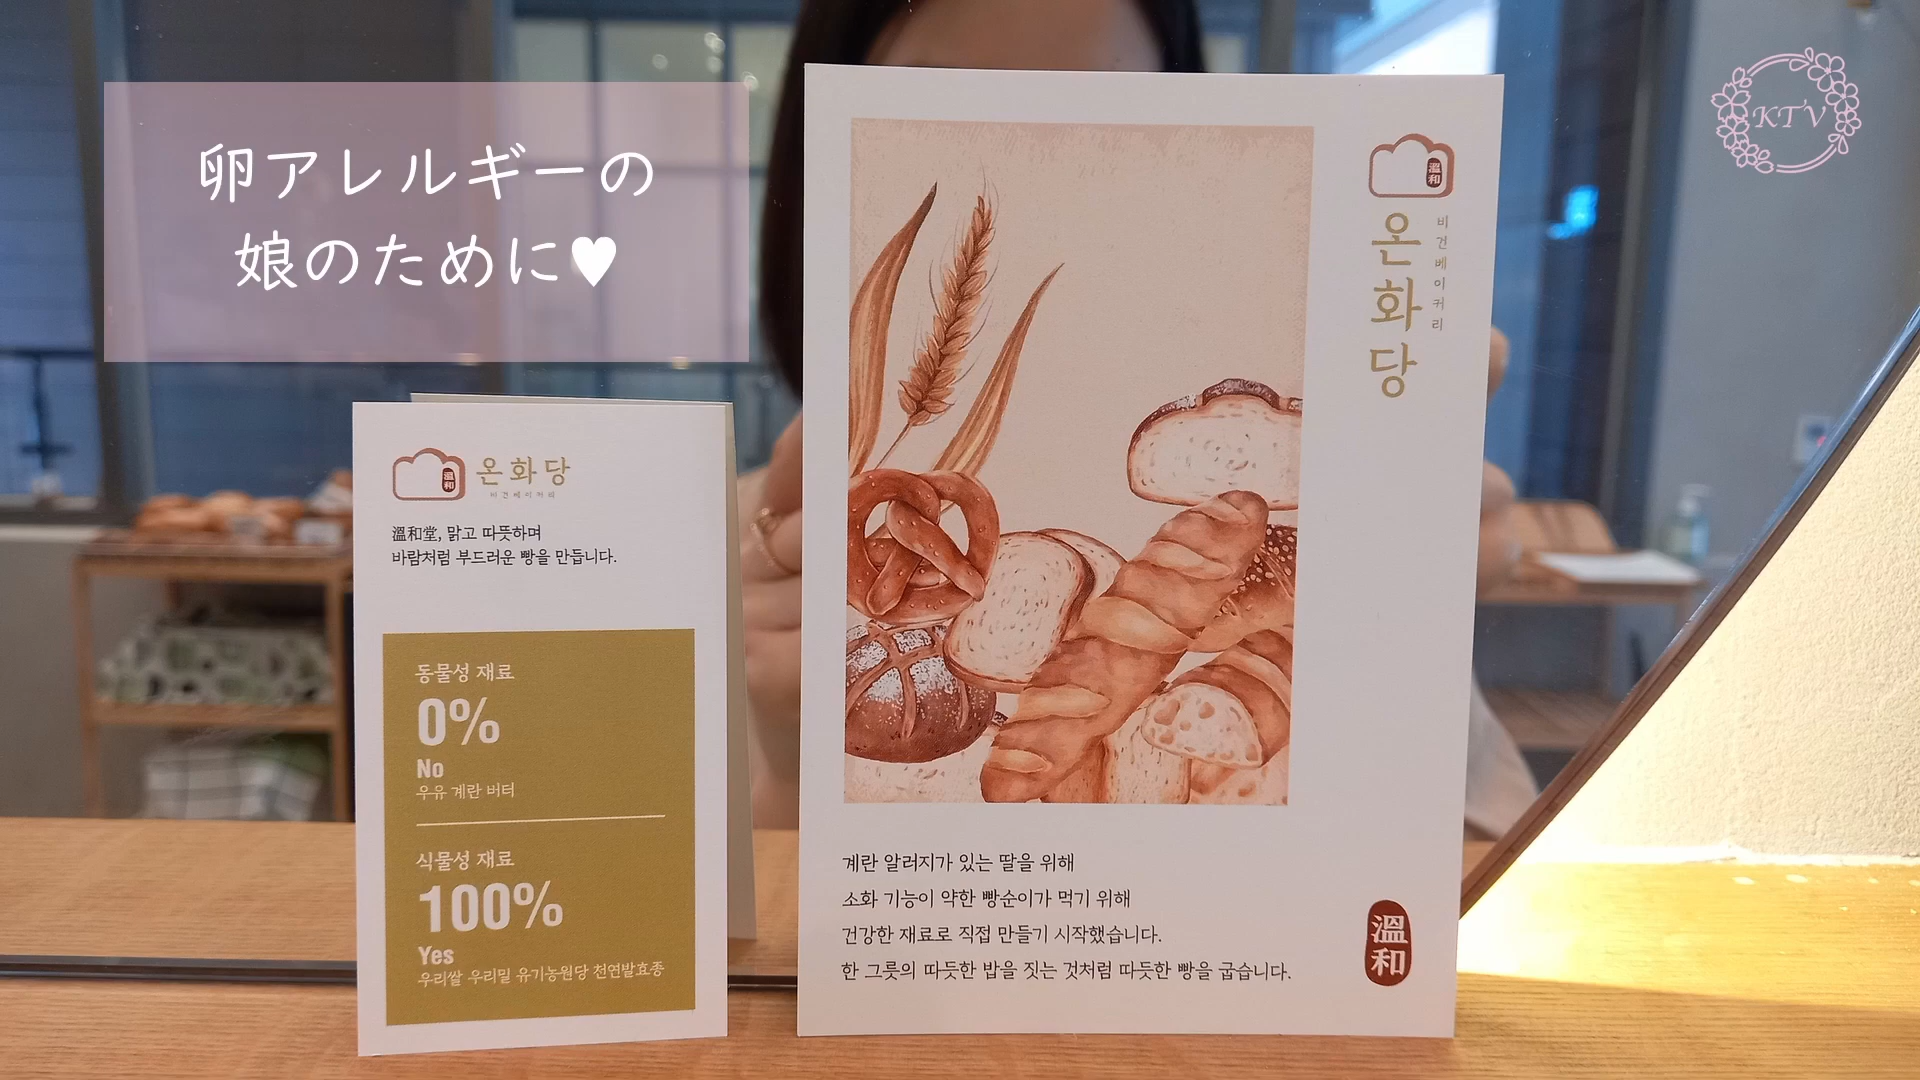 卵アレルギーの
娘のために♥
KTV
溫和
온화당
비건베이커리
溫和堂, 맑고 따뜻하며
바람처럼 부드러운 빵을 만듭니다.
동물성 재료
0%
No
우유 계란 버터
식물성 재료
100%
Yes
우리쌀 우리밀 유기농원당 천연발효종
溫和
온화당
비건베이커리
계란 알러지가 있는 딸을 위해
소화 기능이 약한 빵순이가 먹기 위해
건강한 재료로 직접 만들기 시작했습니다.
한 그릇의 따듯한 밥을 짓는 것처럼 따듯한 빵을 굽습니다.
溫和